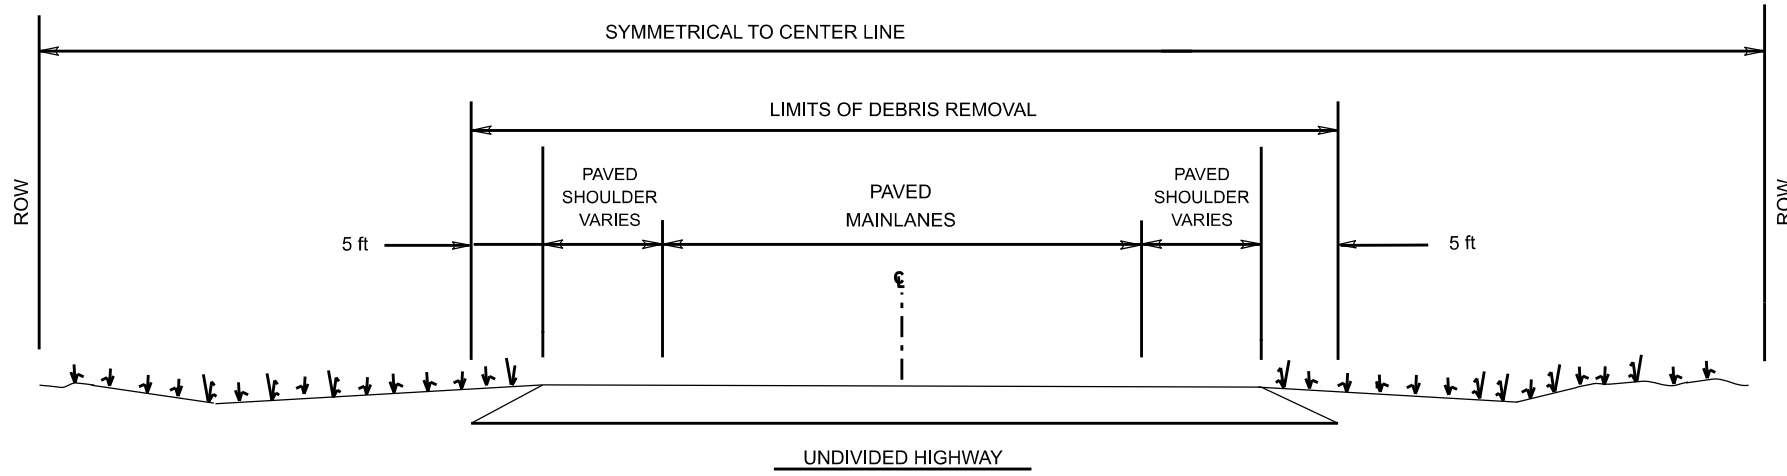 SYMMETRICAL TO CENTER LINE
LIMITS OF DEBRIS REMOVAL
ROW
PAVED
SHOULDER
VARIES
PAVED
MAINLANES
PAVED
SHOULDER
VARIES
ROW
5 ft
5 ft
℄
UNDIVIDED HIGHWAY